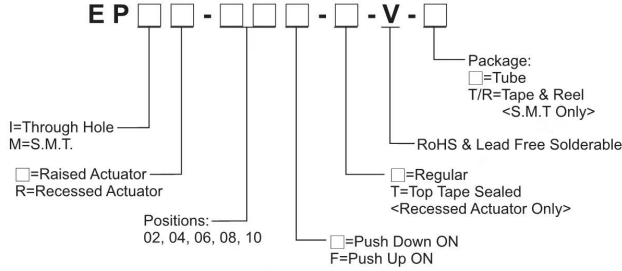 EP□□-□□□-□-V-□
Package:
□=Tube
T/R=Tape & Reel
<S.M.T Only>
I=Through Hole
M=S.M.T.
RoHS & Lead Free Solderable
□=Raised Actuator
R=Recessed Actuator
□=Regular
T=Top Tape Sealed
<Recessed Actuator Only>
Positions:
02, 04, 06, 08, 10
□=Push Down ON
F=Push Up ON